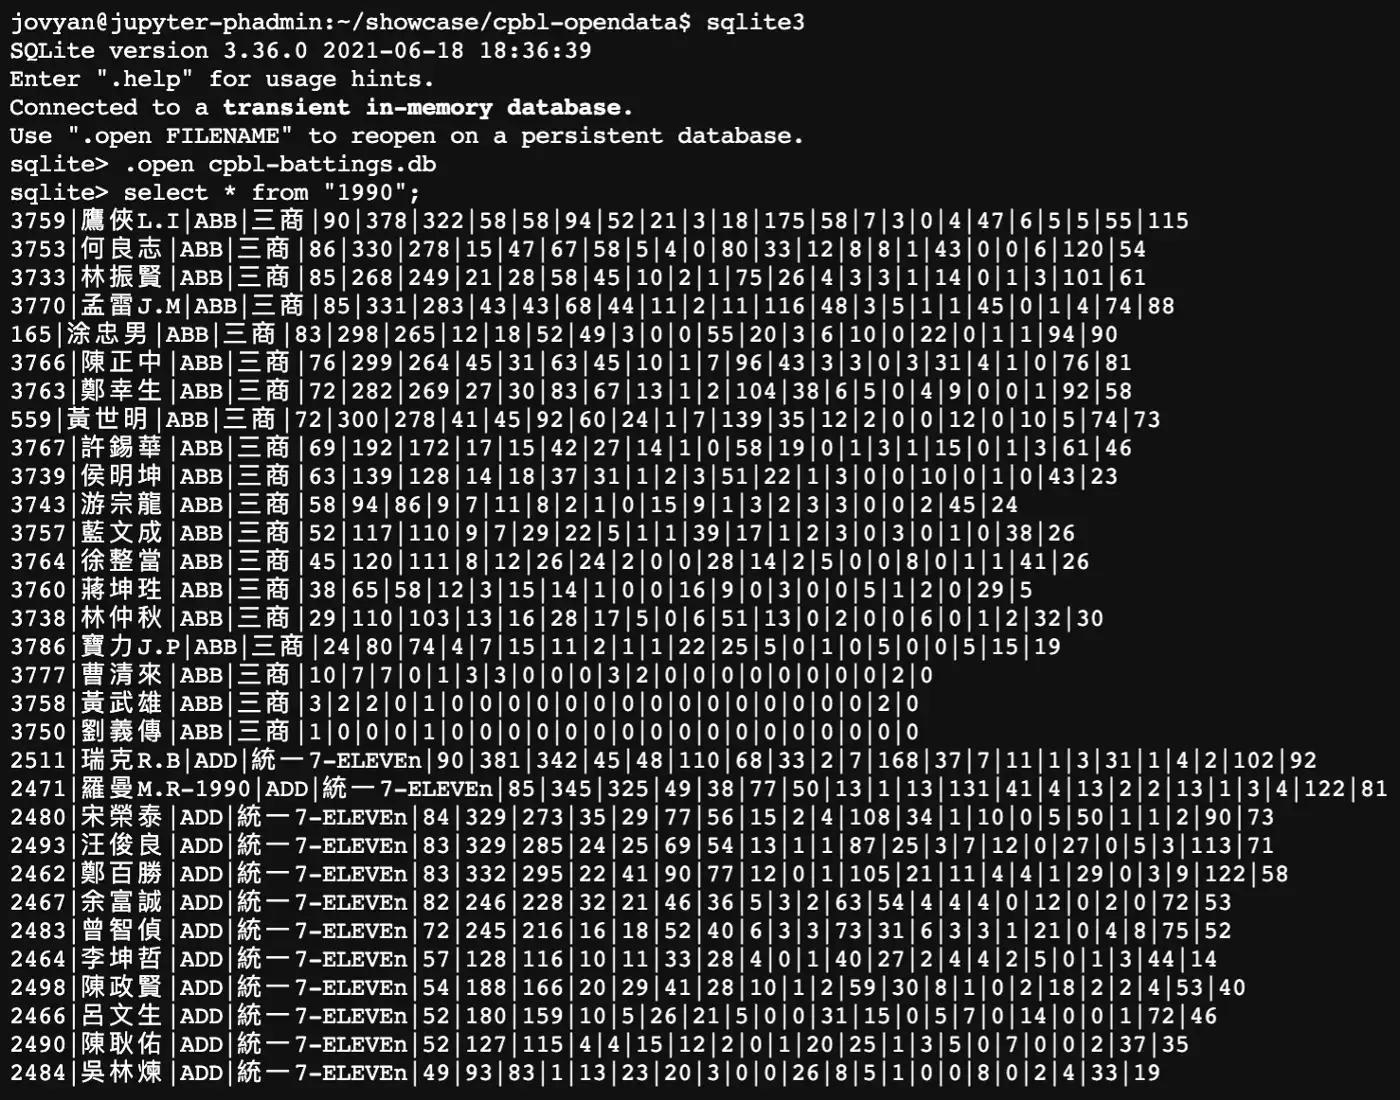 jovyan@jupyter-phadmin:~/showcase/cpbl-opendata$ sqlite3
SQLite version 3.36.0 2021-06-18 18:36:39
Enter ".help" for usage hints.
Connected to a transient in-memory database.
Use ".open FILENAME" to reopen on a persistent database.
sqlite> .open cpbl-battings.db
sqlite> select * from "1990";
3759|鷹俠L.I|ABB|三商|90|378|322|58|58|94|52|21|3|18|175|58|7|3|0|4|47|6|5|5|55|115
3753|何良志|ABB|三商|86|330|278|15|47|67|58|5|4|0|80|33|12|8|8|1|43|0|0|6|120|54
3733|林振賢|ABB|三商|85|268|249|21|28|58|45|10|2|1|75|26|4|3|3|1|14|0|1|3|101|61
3770|孟雷J.M|ABB|三商|85|331|283|43|43|68|44|11|2|11|116|48|3|5|1|1|45|0|1|4|74|88
165|涂忠男|ABB|三商|83|298|265|12|18|52|49|3|0|0|55|20|3|6|10|0|22|0|1|1|94|90
3766|陳正中|ABB|三商|76|299|264|45|31|63|45|10|1|7|96|43|3|3|0|3|31|4|1|0|76|81
3763|鄭幸生|ABB|三商|72|282|269|27|30|83|67|13|1|2|104|38|6|5|0|4|9|0|0|1|92|58
559|黃世明|ABB|三商|72|300|278|41|45|92|60|24|1|7|139|35|12|2|0|0|12|0|10|5|74|73
3767|許錫華|ABB|三商|69|192|172|17|15|42|27|14|1|0|58|19|0|1|3|1|15|0|1|3|61|46
3739|侯明坤|ABB|三商|63|139|128|14|18|37|31|1|2|3|51|22|1|3|0|0|10|0|1|0|43|23
3743|游宗龍|ABB|三商|58|94|86|9|7|11|8|2|1|0|15|9|1|3|2|3|3|0|0|2|45|24
3757|藍文成|ABB|三商|52|117|110|9|7|29|22|5|1|1|39|17|1|2|3|0|3|0|1|0|38|26
3764|徐整當|ABB|三商|45|120|111|8|12|26|24|2|0|0|28|14|2|5|0|0|8|0|1|1|41|26
3760|蔣坤珄|ABB|三商|38|65|58|12|3|15|14|1|0|0|16|9|0|3|0|0|5|1|2|0|29|5
3738|林仲秋|ABB|三商|29|110|103|13|16|28|17|5|0|6|51|13|0|2|0|0|6|0|1|2|32|30
3786|寶力J.P|ABB|三商|24|80|74|4|7|15|11|2|1|1|22|25|5|0|1|0|5|0|0|5|15|19
3777|曹清來|ABB|三商|10|7|7|0|1|3|3|0|0|0|3|2|0|0|0|0|0|0|0|0|2|0
3758|黃武雄|ABB|三商|3|2|2|0|1|0|0|0|0|0|0|0|0|0|0|0|0|0|0|0|2|0
3750|劉義傳|ABB|三商|1|0|0|0|1|0|0|0|0|0|0|0|0|0|0|0|0|0|0|0|0|0
2511|瑞克R.B|ADD|統一7-ELEVEn|90|381|342|45|48|110|68|33|2|7|168|37|7|11|1|3|31|1|4|2|102|92
2471|羅曼M.R-1990|ADD|統一7-ELEVEn|85|345|325|49|38|77|50|13|1|13|131|41|4|13|2|2|13|1|3|4|122|81
2480|宋榮泰|ADD|統一7-ELEVEn|84|329|273|35|29|77|56|15|2|4|108|34|1|10|0|5|50|1|1|2|90|73
2493|汪俊良|ADD|統一7-ELEVEn|83|329|285|24|25|69|54|13|1|1|87|25|3|7|12|0|27|0|5|3|113|71
2462|鄭百勝|ADD|統一7-ELEVEn|83|332|295|22|41|90|77|12|0|1|105|21|11|4|4|1|29|0|3|9|122|58
2467|余富誠|ADD|統一7-ELEVEn|82|246|228|32|21|46|36|5|3|2|63|54|4|4|4|0|12|0|2|0|72|53
2483|曾智偵|ADD|統一7-ELEVEn|72|245|216|16|18|52|40|6|3|3|73|31|6|3|3|1|21|0|4|8|75|52
2464|李坤哲|ADD|統一7-ELEVEn|57|128|116|10|11|33|28|4|0|1|40|27|2|4|4|2|5|0|1|3|44|14
2498|陳政賢|ADD|統一7-ELEVEn|54|188|166|20|29|41|28|10|1|2|59|30|8|1|0|2|18|2|2|4|53|40
2466|呂文生|ADD|統一7-ELEVEn|52|180|159|10|5|26|21|5|0|0|31|15|0|5|7|0|14|0|0|1|72|46
2490|陳耿佑|ADD|統一7-ELEVEn|52|127|115|4|4|15|12|2|0|1|20|25|1|3|5|0|7|0|0|2|37|35
2484|吳林煉|ADD|統一7-ELEVEn|49|93|83|1|13|23|20|3|0|0|26|8|5|1|0|0|8|0|2|4|33|19